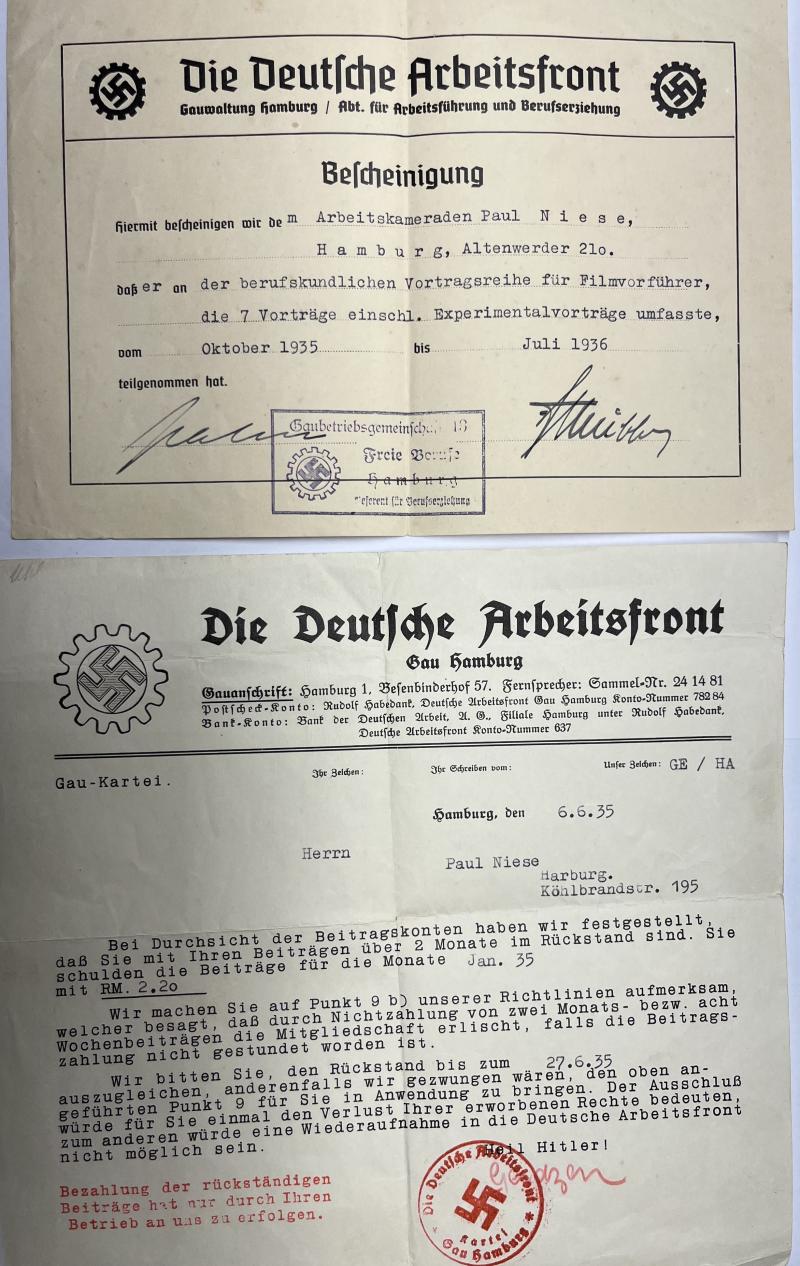 Die Deutſche Arbeitsfront
Gauwaltung Hamburg / Abt. für Arbeitsführung und Berufserziehung
Beſcheinigung
Hiermit beſcheinigen wir de m Arbeitskameraden Paul N i e s e,
H a m b u r g, Altenwerder 21o.
daß er an der berufskundlichen Vortragsreihe für Filmvorführer,
die 7 Vorträge einschl. Experimentalvorträge umfasste,
vom Oktober 1935 bis Juli 1936
teilgenommen hat.
Gaubetriebsgemeinſch. 18
Freie Berufe
Hamburg
Referent für Berufserziehung
Die Deutſche Arbeitsfront
Gau Hamburg
Gauanſchrift: Hamburg 1, Beſenbinderhof 57. Fernſprecher: Sammel-Nr. 24 14 81
Poſtſcheck-Konto: Rudolf Habedank, Deutſche Arbeitsfront Gau Hamburg Konto-Nummer 782 84
Bank-Konto: Bank der Deutſchen Arbeit, A. G., Filiale Hamburg unter Rudolf Habedank,
Deutſche Arbeitsfront Konto-Nummer 637
Gau-Kartei. Ihr Zeichen: Ihr Schreiben vom: Unſer Zeichen: GE / HA
Hamburg, den 6.6.35
Herrn
Paul Niese
Harburg.
Köhlbrandstr. 195
Bei Durchsicht der Beitragskonten haben wir festgestellt,
daß Sie mit Ihren Beiträgen über 2 Monate im Rückstand sind. Sie
schulden die Beiträge für die Monate Jan. 35
mit RM. 2.2o
Wir machen Sie auf Punkt 9 b) unserer Richtlinien aufmerksam,
welcher besagt, daß durch Nichtzahlung von zwei Monats- bezw. acht
Wochenbeiträgen die Mitgliedschaft erlischt, falls die Beitrags-
zahlung nicht gestundet worden ist.
Wir bitten Sie, den Rückstand bis zum 27.6.35
auszugleichen, anderenfalls wir gezwungen wären, den oben an-
geführten Punkt 9 für Sie in Anwendung zu bringen. Der Ausschluß
würde für Sie einmal den Verlust Ihrer erworbenen Rechte bedeuten,
zum anderen würde eine Wiederaufnahme in die Deutsche Arbeitsfront
nicht möglich sein.
Heil Hitler!
Bezahlung der rückständigen
Beiträge hat nur durch Ihren
Betrieb an uns zu erfolgen.
Die Deutſche Arbeitsfront
Kartei
Gau Hamburg